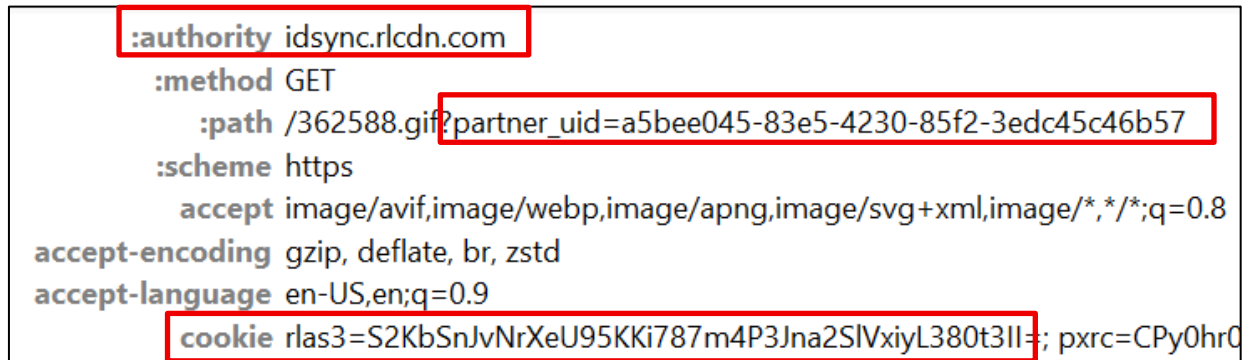 :authority idsync.rlcdn.com
:method GET
:path /362588.gif?partner_uid=a5bee045-83e5-4230-85f2-3edc45c46b57
:scheme https
accept image/avif,image/webp,image/apng,image/svg+xml,image/*,*/*;q=0.8
accept-encoding gzip, deflate, br, zstd
accept-language en-US,en;q=0.9
cookie rlas3=S2KbSnJvNrXeU95KKi787m4P3Jna2SlVxiyL380t3II=; pxrc=CPy0hr0